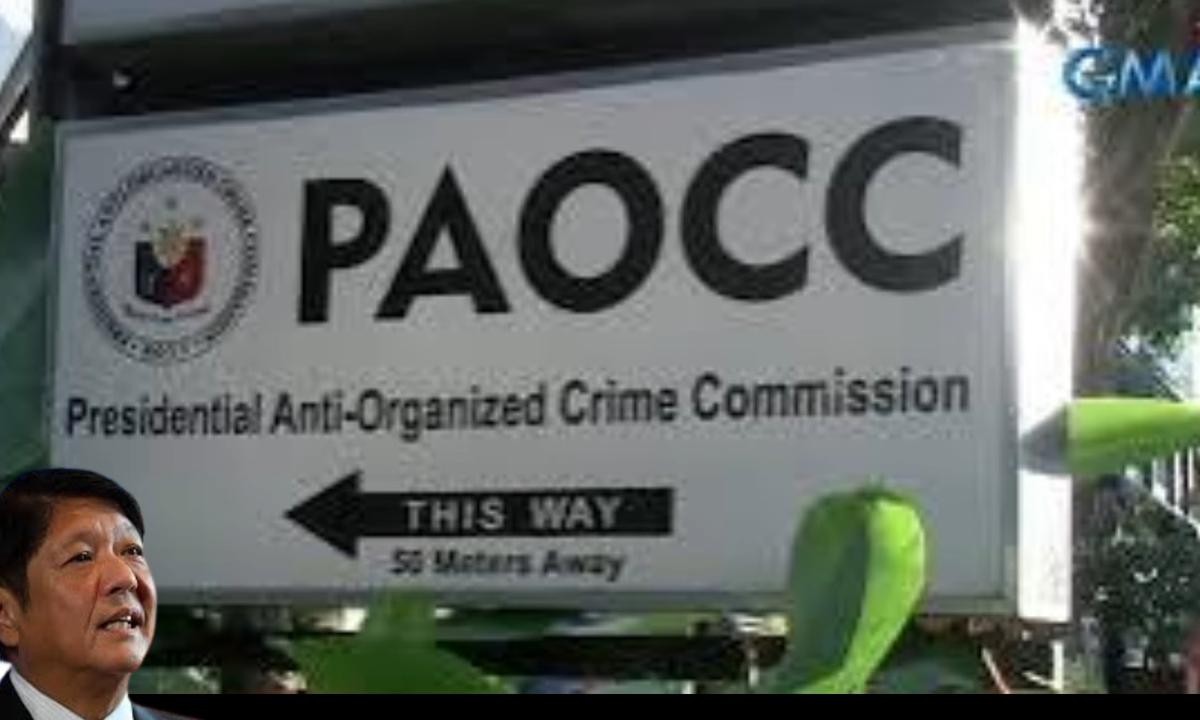 GMA
PAOCC
Presidential Anti-Organized Crime Commission
THIS WAY
50 Meters Away